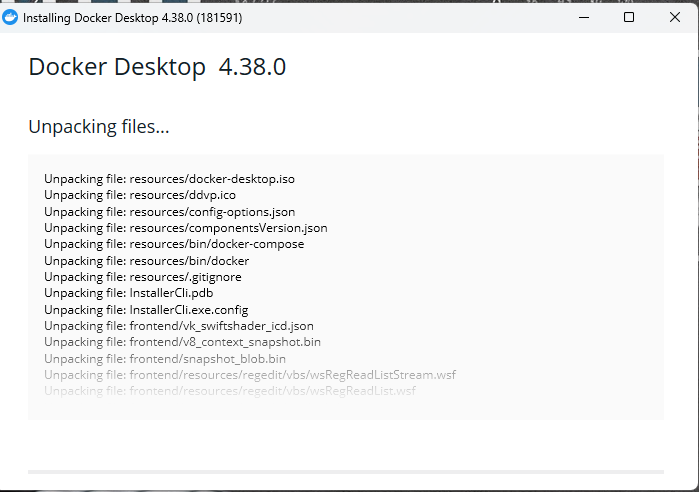 Installing Docker Desktop 4.38.0 (181591)
Docker Desktop 4.38.0
Unpacking files...
Unpacking file: resources/docker-desktop.iso
Unpacking file: resources/ddvp.ico
Unpacking file: resources/config-options.json
Unpacking file: resources/componentsVersion.json
Unpacking file: resources/bin/docker-compose
Unpacking file: resources/bin/docker
Unpacking file: resources/.gitignore
Unpacking file: InstallerCli.pdb
Unpacking file: InstallerCli.exe.config
Unpacking file: frontend/vk_swiftshader_icd.json
Unpacking file: frontend/v8_context_snapshot.bin
Unpacking file: frontend/snapshot_blob.bin
Unpacking file: frontend/resources/regedit/vbs/wsRegReadListStream.wsf
Unpacking file: frontend/resources/regedit/vbs/wsRegReadList.wsf